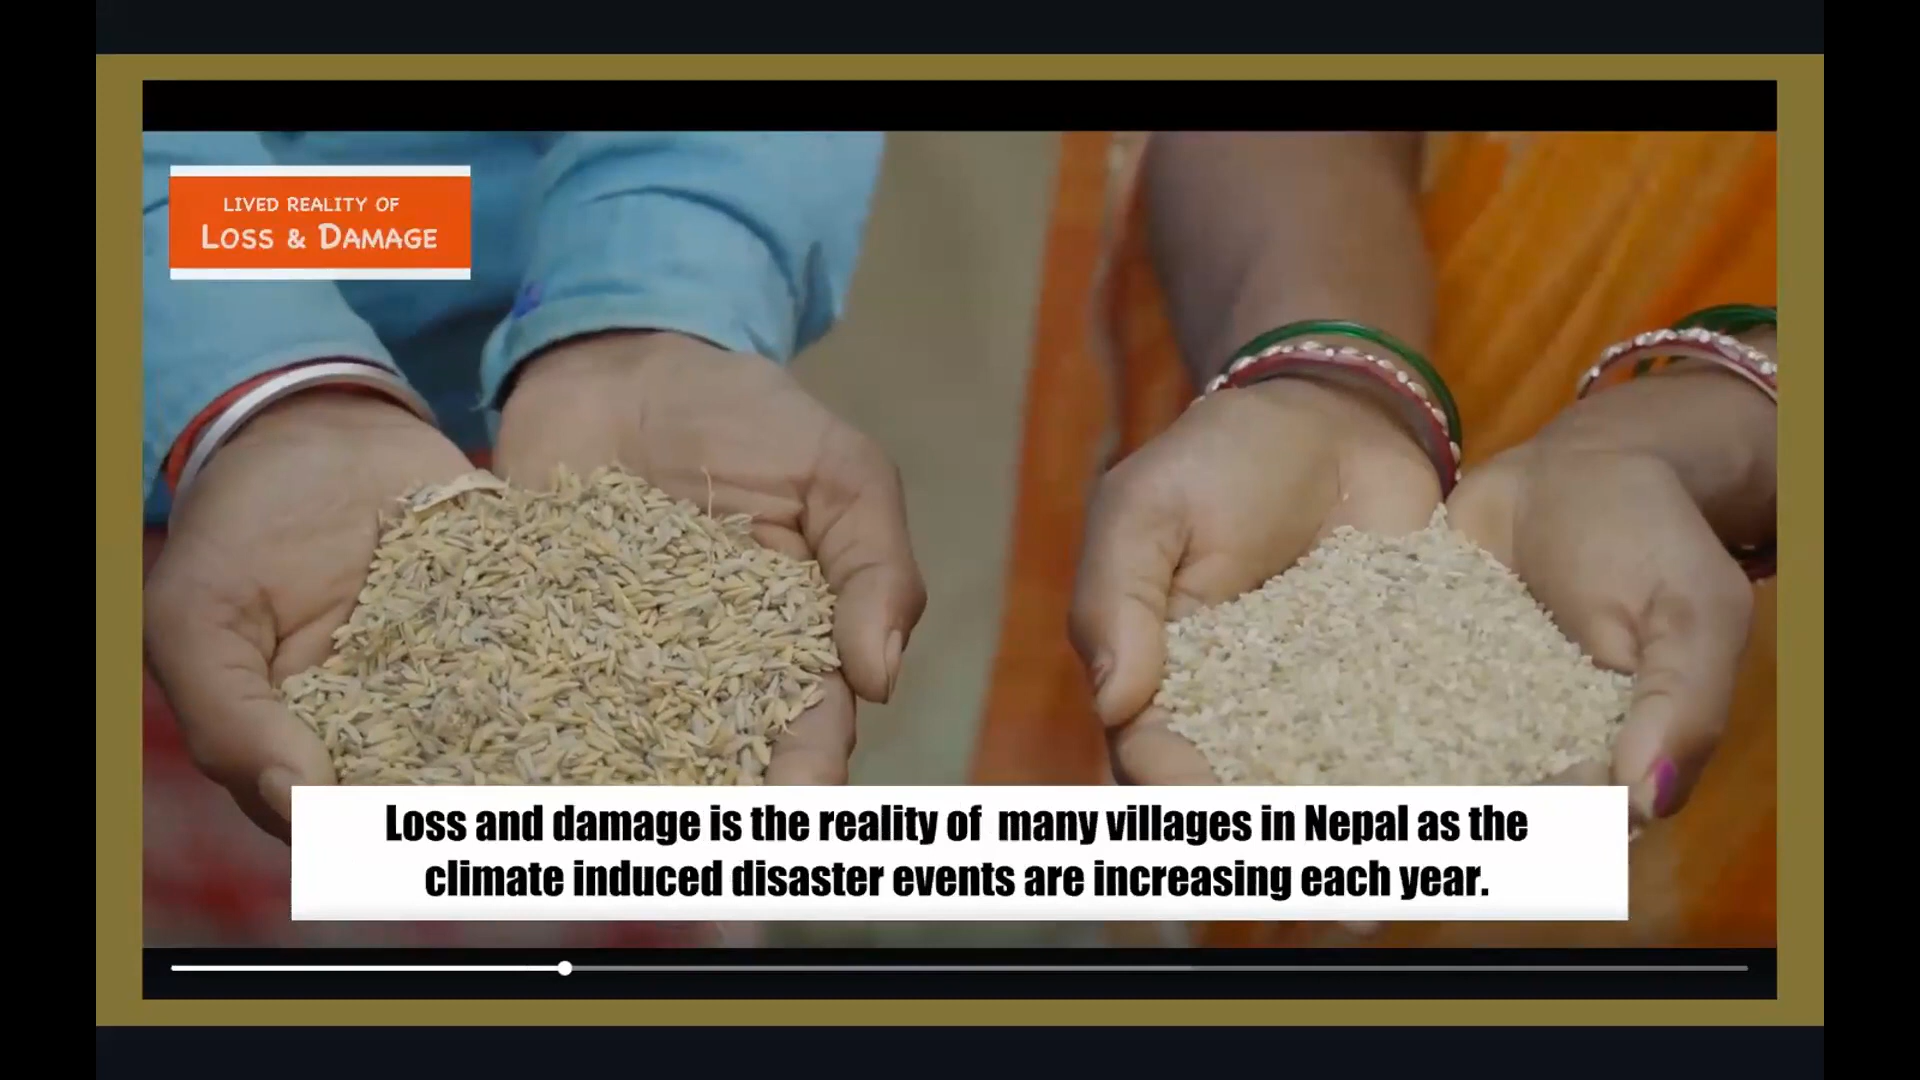 LIVED REALITY OF
LOSS & DAMAGE
Loss and damage is the reality of many villages in Nepal as the
climate induced disaster events are increasing each year.